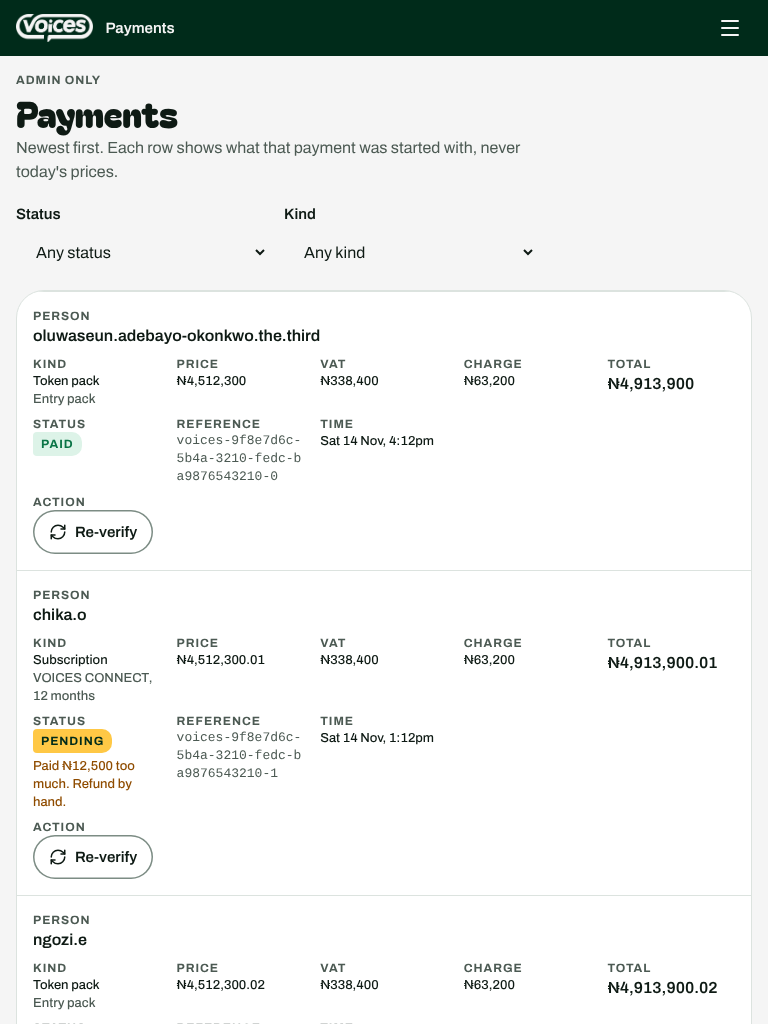 voices Payments
ADMIN ONLY
Payments
Newest first. Each row shows what that payment was started with, never
today's prices.
Status Kind
Any status Any kind
PERSON
oluwaseun.adebayo-okonkwo.the.third
KIND PRICE VAT CHARGE TOTAL
Token pack ₦4,512,300 ₦338,400 ₦63,200 ₦4,913,900
Entry pack
STATUS REFERENCE TIME
PAID voices-9f8e7d6c- Sat 14 Nov, 4:12pm
5b4a-3210-fedc-b
a9876543210-0
ACTION
Re-verify
PERSON
chika.o
KIND PRICE VAT CHARGE TOTAL
Subscription ₦4,512,300.01 ₦338,400 ₦63,200 ₦4,913,900.01
VOICES CONNECT,
12 months
STATUS REFERENCE TIME
PENDING voices-9f8e7d6c- Sat 14 Nov, 1:12pm
5b4a-3210-fedc-b
a9876543210-1
Paid ₦12,500 too
much. Refund by
hand.
ACTION
Re-verify
PERSON
ngozi.e
KIND PRICE VAT CHARGE TOTAL
Token pack ₦4,512,300.02 ₦338,400 ₦63,200 ₦4,913,900.02
Entry pack